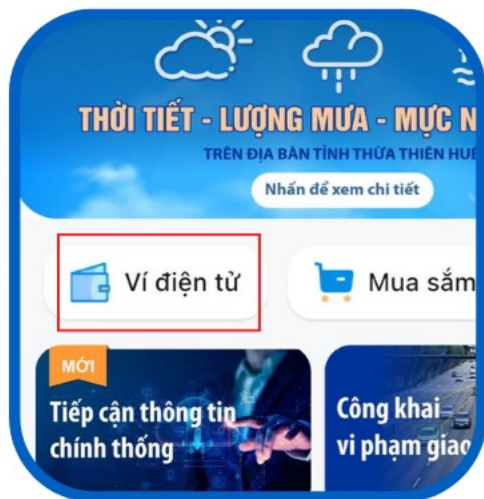 THỜI TIẾT - LƯỢNG MƯA - MỰC N
TRÊN ĐỊA BÀN TỈNH THỪA THIÊN HUẾ
Nhấn để xem chi tiết
Ví điện tử
Mua sắm
MỚI
Tiếp cận thông tin
chính thống
Công khai
vi phạm giao